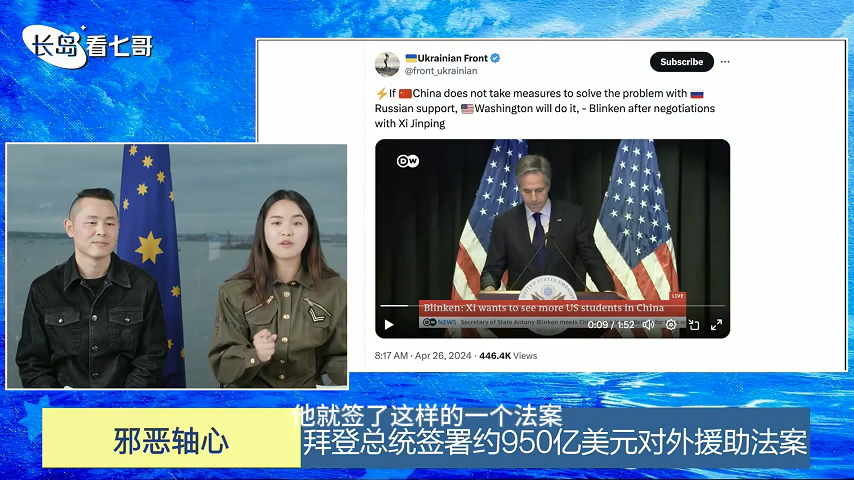 长岛看七哥
Ukrainian Front
@front_ukrainian
Subscribe
If China does not take measures to solve the problem with
Russian support, Washington will do it, - Blinken after negotiations
with Xi Jinping
DW
LIVE
Blinken: Xi wants to see more US students in China
DW NEWS Secretary of State Antony Blinken meets Chi
0:09 / 1:52
8:17 AM · Apr 26, 2024 · 446.4K Views
他就签了这样的一个法案
邪恶轴心
拜登总统签署约950亿美元对外援助法案